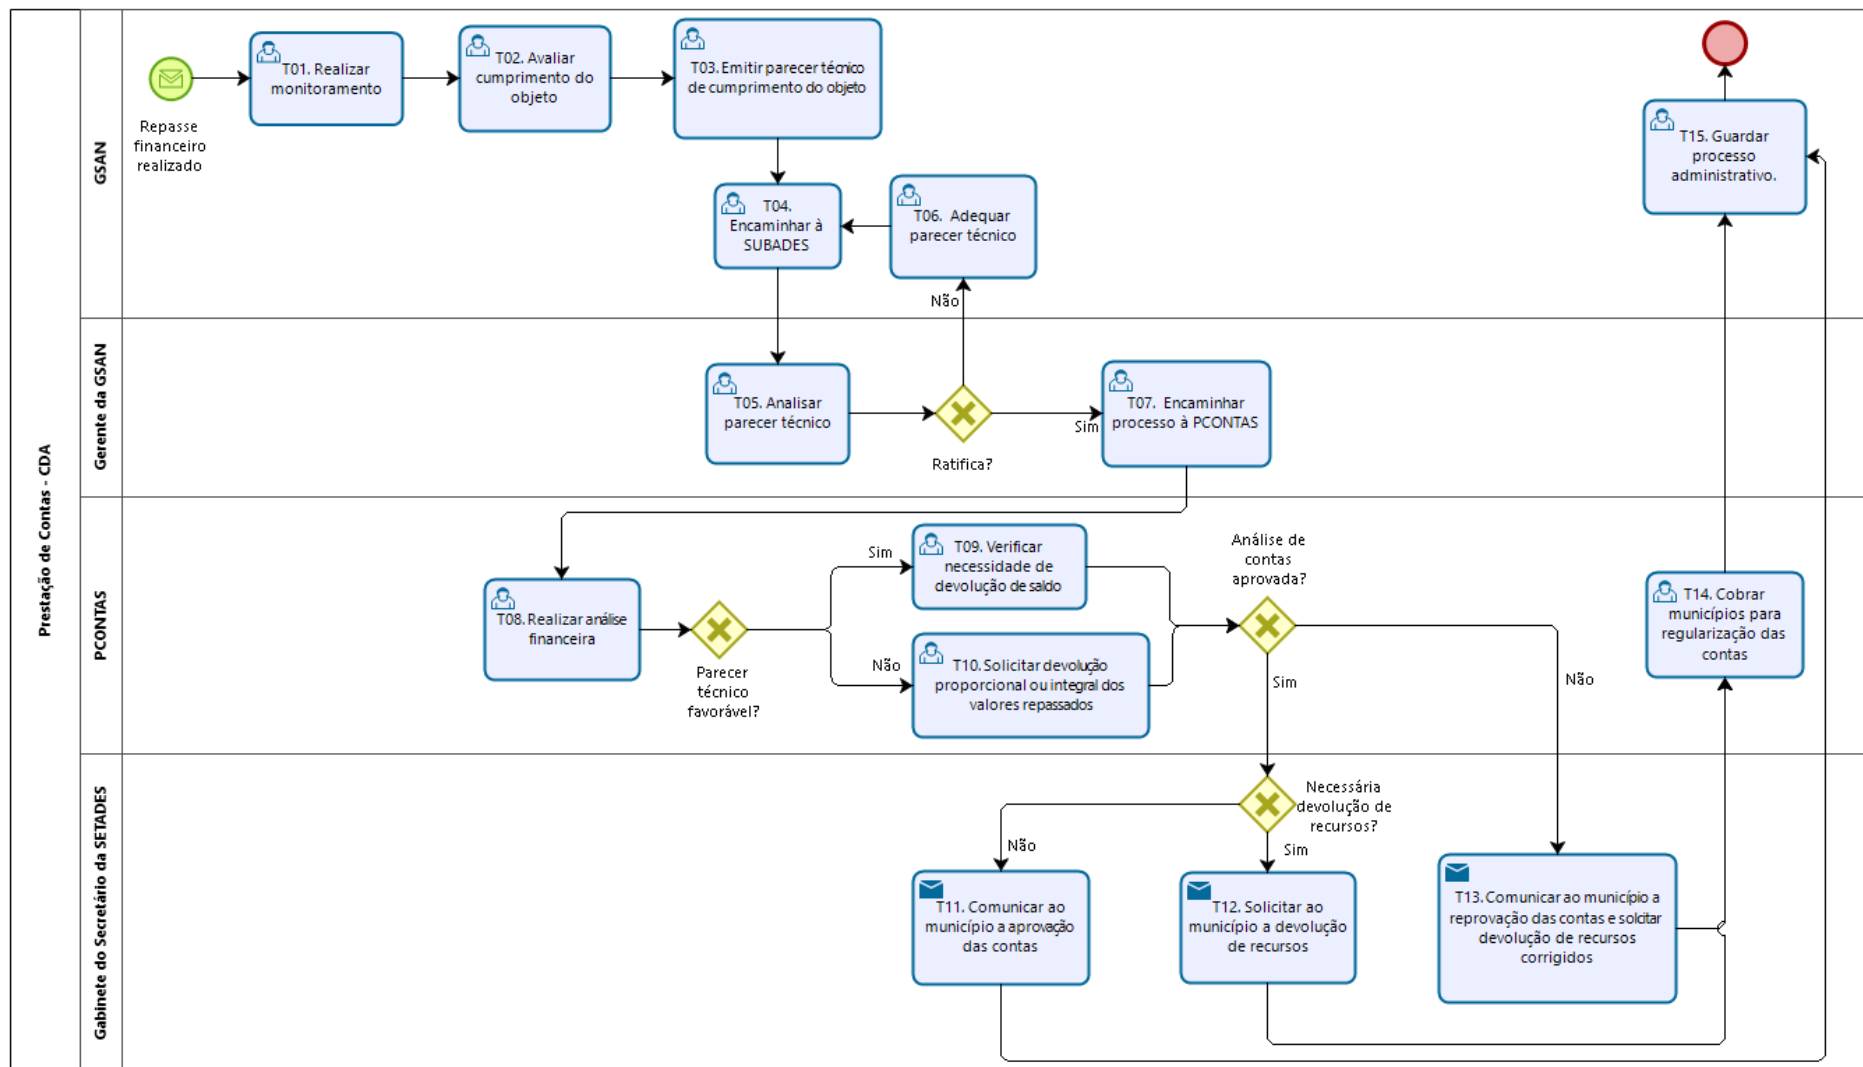 Prestação de Contas - CDA
GSAN
Repasse
financeiro
realizado
T01. Realizar
monitoramento
T02. Avaliar
cumprimento do
objeto
T03. Emitir parecer técnico
de cumprimento do objeto
T04.
Encaminhar à
SUBADES
T06.  Adequar
parecer técnico
Não
T15. Guardar
processo
administrativo.
Gerente da GSAN
T05. Analisar
parecer técnico
Ratifica?
Sim
T07.  Encaminhar
processo à PCONTAS
PCONTAS
T08. Realizar análise
financeira
Parecer
técnico
favorável?
Sim
T09. Verificar
necessidade de
devolução de saldo
Não
T10. Solicitar devolução
proporcional ou integral dos
valores repassados
Análise de
contas
aprovada?
Sim
Não
T14. Cobrar
municípios para
regularização das
contas
Gabinete do Secretário da SETADES
Necessária
devolução de
recursos?
Não
Sim
T11. Comunicar ao
município a aprovação
das contas
T12. Solicitar ao
município a devolução
de recursos
T13. Comunicar ao município a
reprovação das contas e solicitar
devolução de recursos
corrigidos